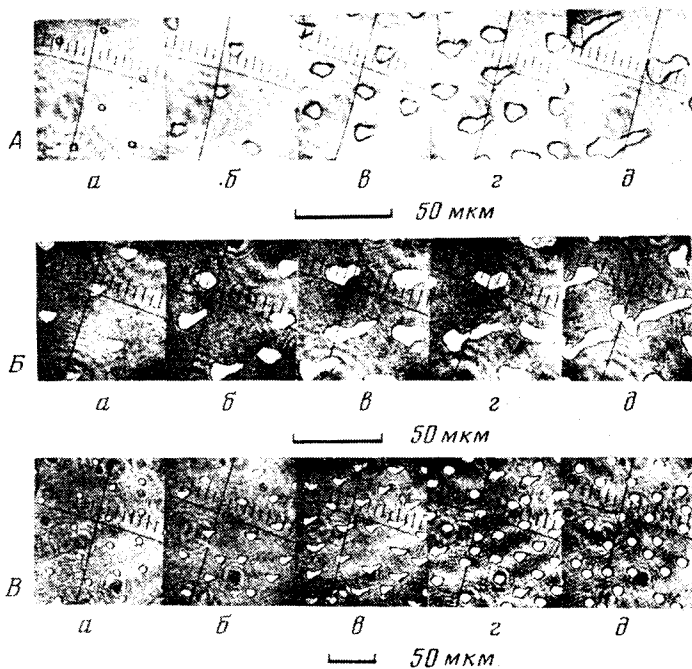 А
а .б в г д
50 мкм
Б
а б в г д
50 мкм
В
а б в г д
50 мкм